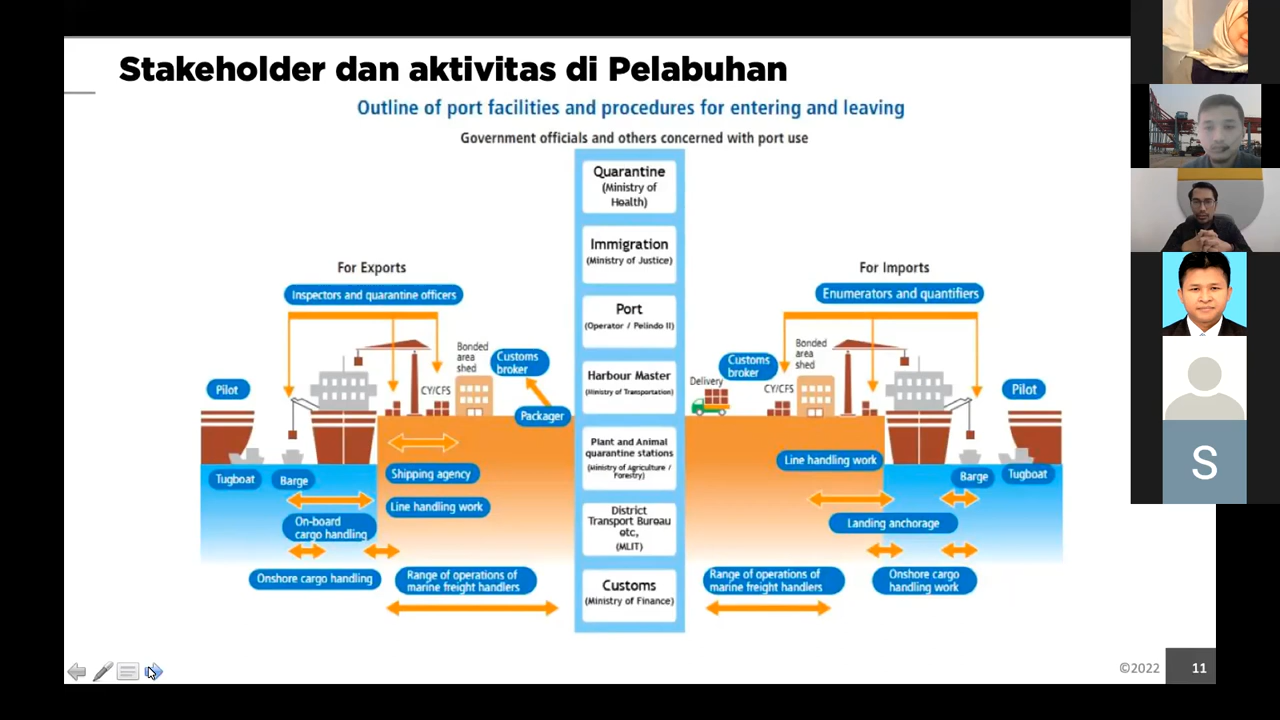 Stakeholder dan aktivitas di Pelabuhan
Outline of port facilities and procedures for entering and leaving
Government officials and others concerned with port use
Quarantine
(Ministry of
Health)
Immigration
(Ministry of Justice)
Port
(Operator / Pelindo II)
Harbour Master
(Ministry of Transportation)
Plant and Animal
quarantine stations
(Ministry of Agriculture /
Forestry)
District
Transport Bureau
etc,
(MLIT)
Customs
(Ministry of Finance)
For Exports
Inspectors and quarantine officers
Bonded
area
shed
Customs
broker
Pilot
CY/CFS
Packager
Shipping agency
Tugboat
Barge
Line handling work
On-board
cargo handling
Onshore cargo handling
Range of operations of
marine freight handlers
For Imports
Enumerators and quantifiers
Customs
broker
Bonded
area
shed
Delivery
CY/CFS
Pilot
Line handling work
Barge
Tugboat
Landing anchorage
Range of operations of
marine freight handlers
Onshore cargo
handling work
©2022
11
S